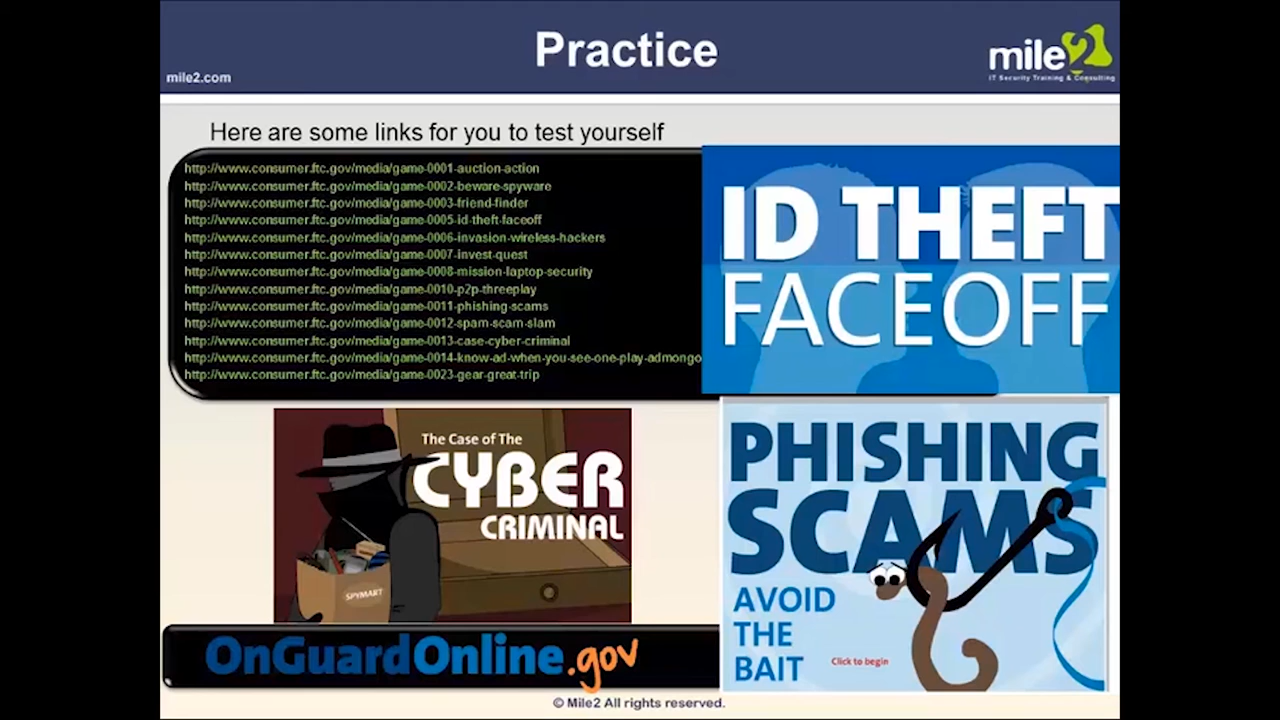 Practice
mile2.com
mile2
IT Security Training & Consulting
Here are some links for you to test yourself
http://www.consumer.ftc.gov/media/game-0001-auction-action
http://www.consumer.ftc.gov/media/game-0002-beware-spyware
http://www.consumer.ftc.gov/media/game-0003-friend-finder
http://www.consumer.ftc.gov/media/game-0005-id-theft-faceoff
http://www.consumer.ftc.gov/media/game-0006-invasion-wireless-hackers
http://www.consumer.ftc.gov/media/game-0007-invest-quest
http://www.consumer.ftc.gov/media/game-0008-mission-laptop-security
http://www.consumer.ftc.gov/media/game-0010-p2p-threeplay
http://www.consumer.ftc.gov/media/game-0011-phishing-scams
http://www.consumer.ftc.gov/media/game-0012-spam-scam-slam
http://www.consumer.ftc.gov/media/game-0013-case-cyber-criminal
http://www.consumer.ftc.gov/media/game-0014-know-ad-when-you-see-one-play-admongo
http://www.consumer.ftc.gov/media/game-0023-gear-great-trip
ID THEFT
FACEOFF
The Case of The
CYBER
CRIMINAL
SPYMART
PHISHING
SCAMS
AVOID
THE
BAIT
Click to begin
OnGuardOnline.gov
© Mile2 All rights reserved.